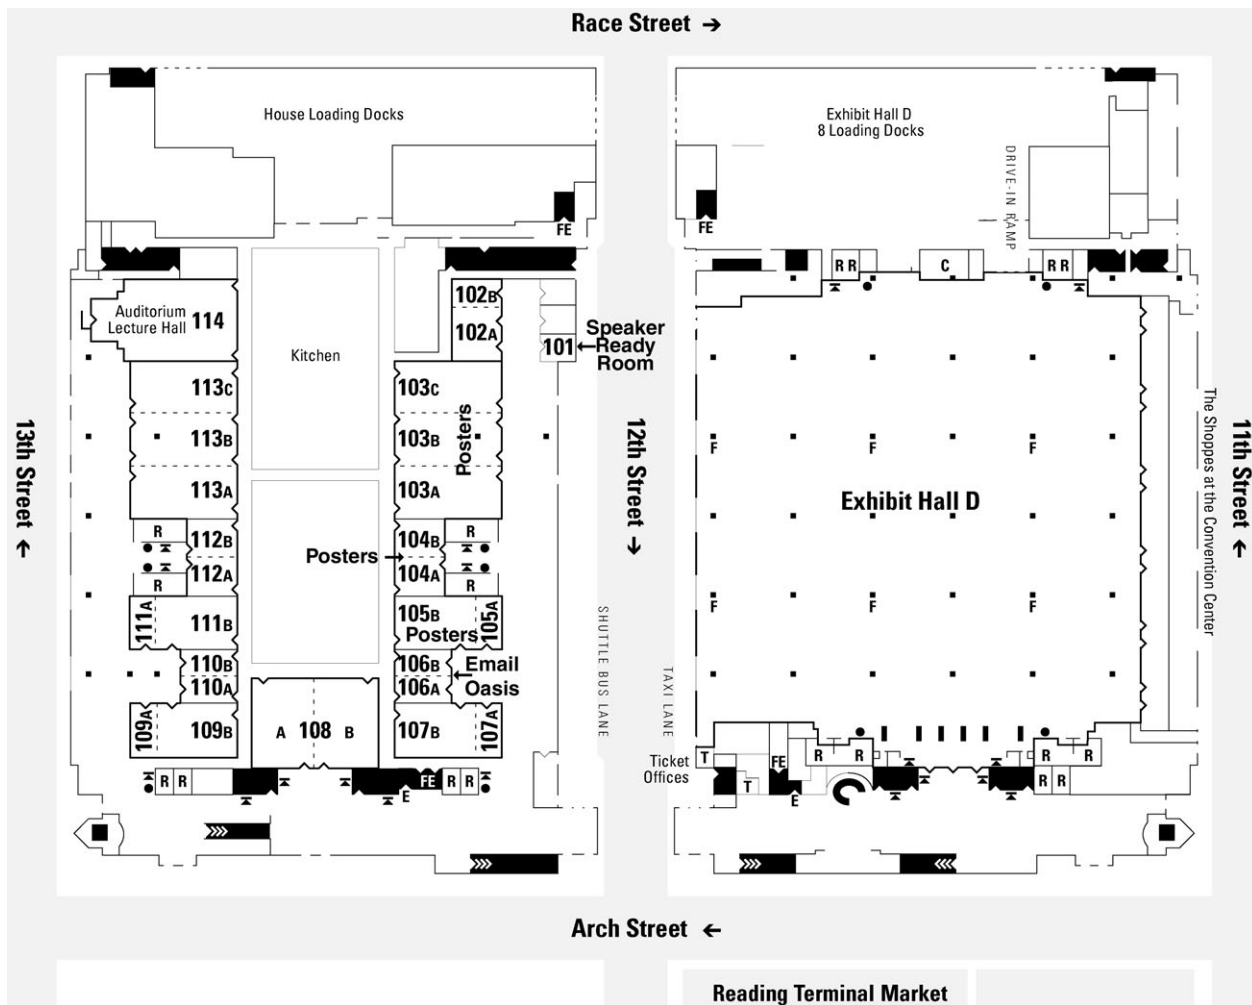 Race Street →
House Loading Docks
Exhibit Hall D
8 Loading Docks
DRIVE-IN RAMP
FE
FE
R R
C
R R
Auditorium
Lecture Hall 114
102B
102A
Speaker
101 ← Ready
Room
Kitchen
113C
113B
113A
103C
103B
103A
Posters
13th Street ←
12th Street →
11th Street ←
The Shoppes at the Convention Center
F
F
F
Exhibit Hall D
R
112B
112A
R
Posters →
104B
104A
R
R
111A
111B
105B
105A
Posters
F
F
F
110B
110A
106B
106A
← Email
Oasis
SHUTTLE BUS LANE
TAXI LANE
109A
109B
A 108 B
107B
107A
R R
FE
E
R R
Ticket
Offices
T
T
FE
E
R R
R R
R R
Arch Street ←
Reading Terminal Market